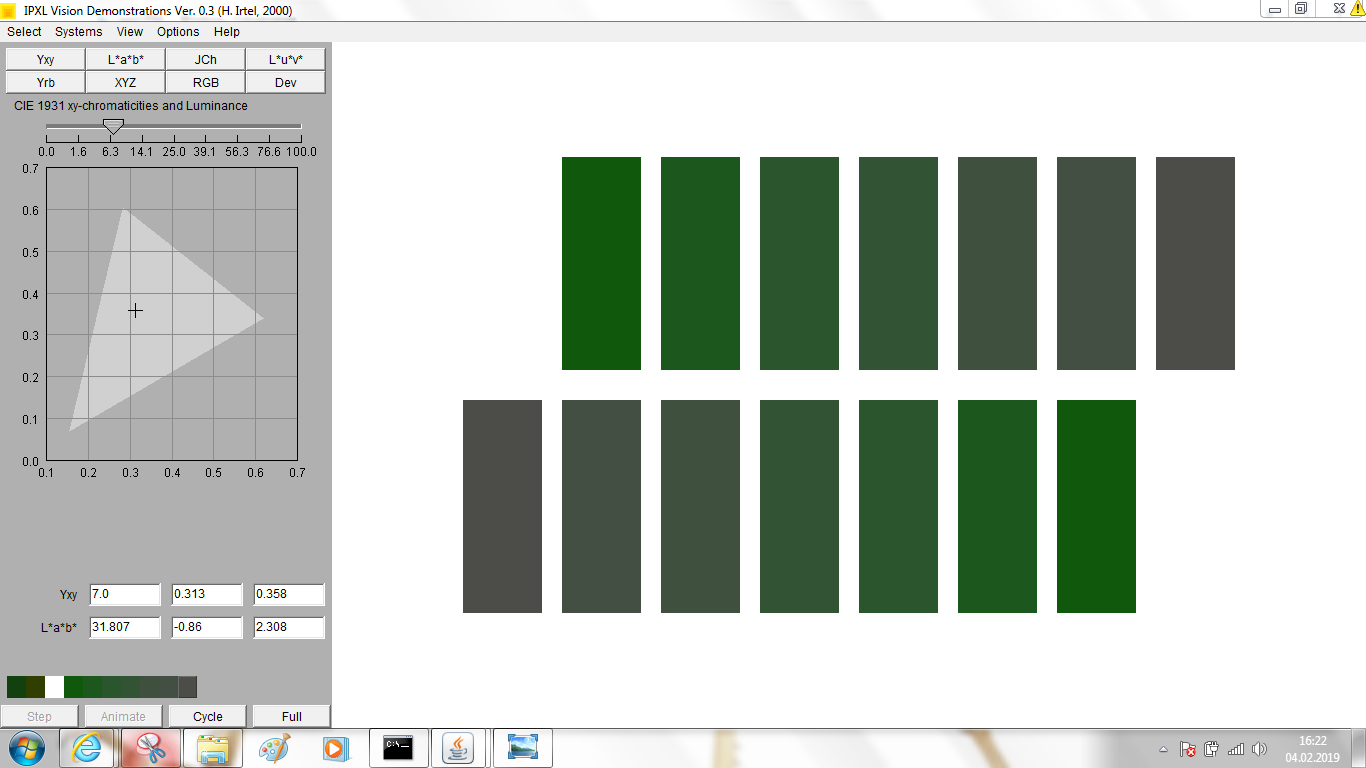 IPXL Vision Demonstrations Ver. 0.3 (H. Irtel, 2000)
Select Systems View Options Help
Yxy L*a*b* JCh L*u*v*
Yrb XYZ RGB Dev
CIE 1931 xy-chromaticities and Luminance
0.0 1.6 6.3 14.1 25.0 39.1 56.3 76.6 100.0
0.7
0.6
0.5
0.4
0.3
0.2
0.1
0.0
0.1 0.2 0.3 0.4 0.5 0.6 0.7
Yxy 7.0 0.313 0.358
L*a*b* 31.807 -0.86 2.308
Step Animate Cycle Full
C:\
16:22
04.02.2019